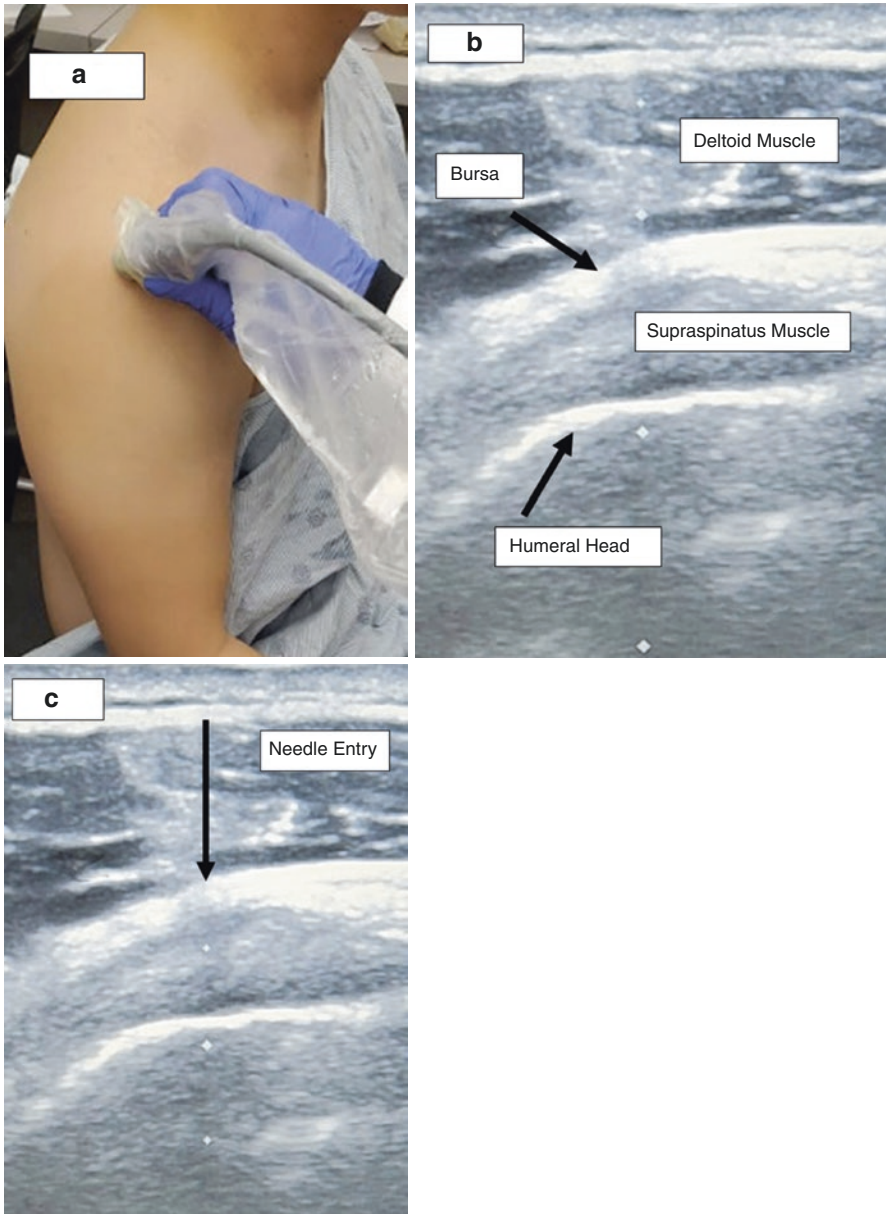 a
b
Deltoid Muscle
Bursa
Supraspinatus Muscle
Humeral Head
c
Needle Entry